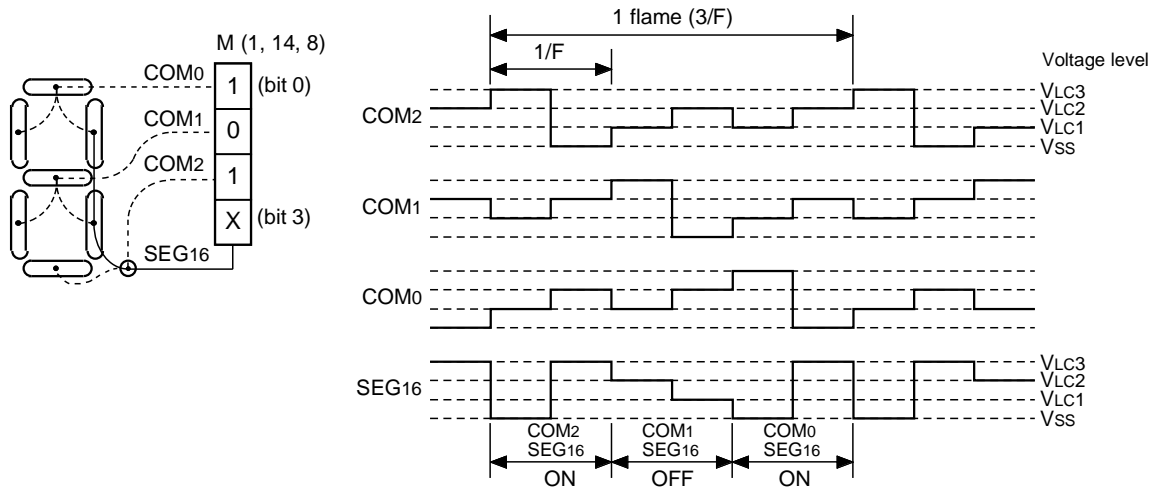 M (1, 14, 8)
COM0
1
(bit 0)
COM1
0
COM2
1
X
(bit 3)
SEG16
1 flame (3/F)
1/F
Voltage level
COM2
VLC3
VLC2
VLC1
VSS
COM1
COM0
SEG16
VLC3
VLC2
VLC1
VSS
COM2 COM1 COM0
SEG16 SEG16 SEG16
ON OFF ON